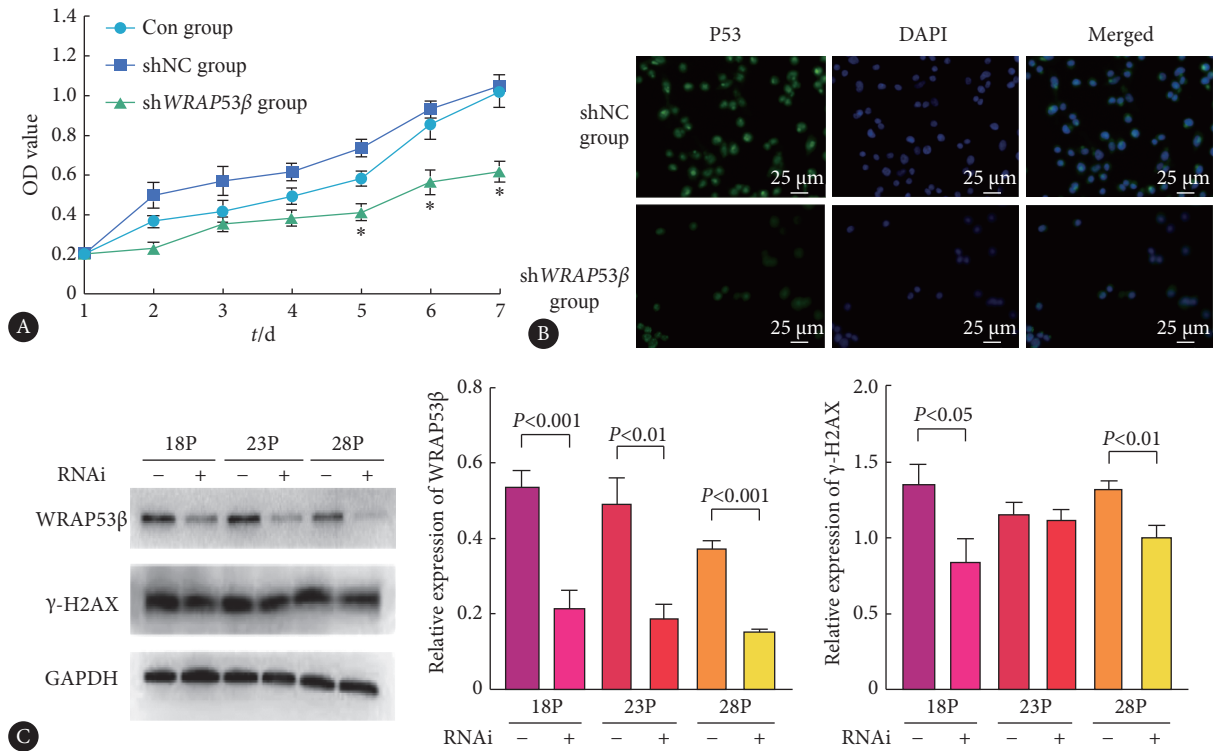 1.4
1.2
1.0
0.8
0.6
0.4
0.2
0
OD value
Con group
shNC group
shWRAP53β group
*
*
*
1 2 3 4 5 6 7
t/d
A
P53 DAPI Merged
shNC
group
25 μm 25 μm 25 μm
shWRAP53β
group
25 μm 25 μm 25 μm
B
18P 23P 28P
RNAi − + − + − +
WRAP53β
γ-H2AX
GAPDH
C
Relative expression of WRAP53β
0.8
0.6
0.4
0.2
0
P<0.001
P<0.01
P<0.001
18P 23P 28P
RNAi − + − + − +
Relative expression of γ-H2AX
2.0
1.5
1.0
0.5
0
P<0.05
P<0.01
18P 23P 28P
RNAi − + − + − +